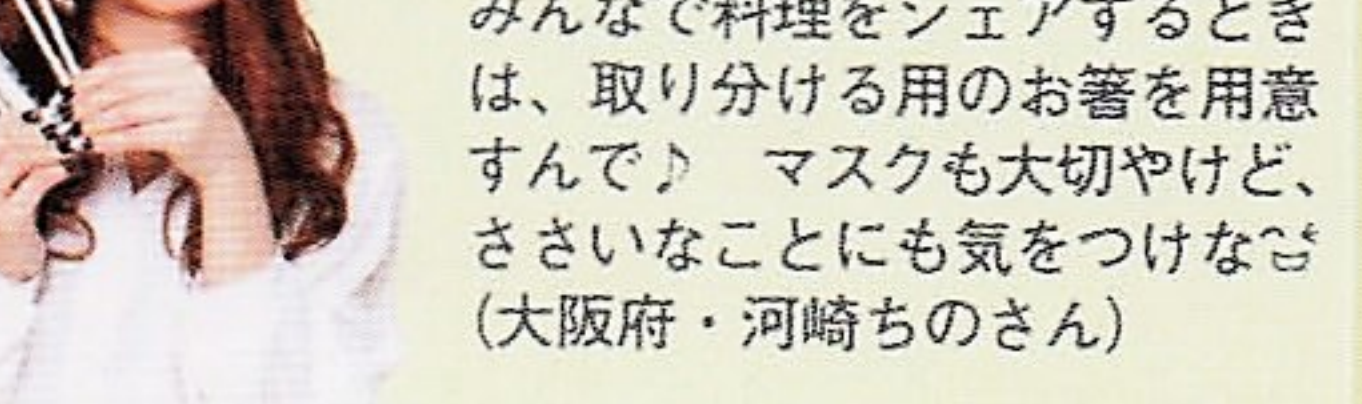 みんなで料理をシェアするとき
は、取り分ける用のお箸を用意
すんで♪　マスクも大切やけど、
ささいなことにも気をつけな
(大阪府・河崎ちのさん)